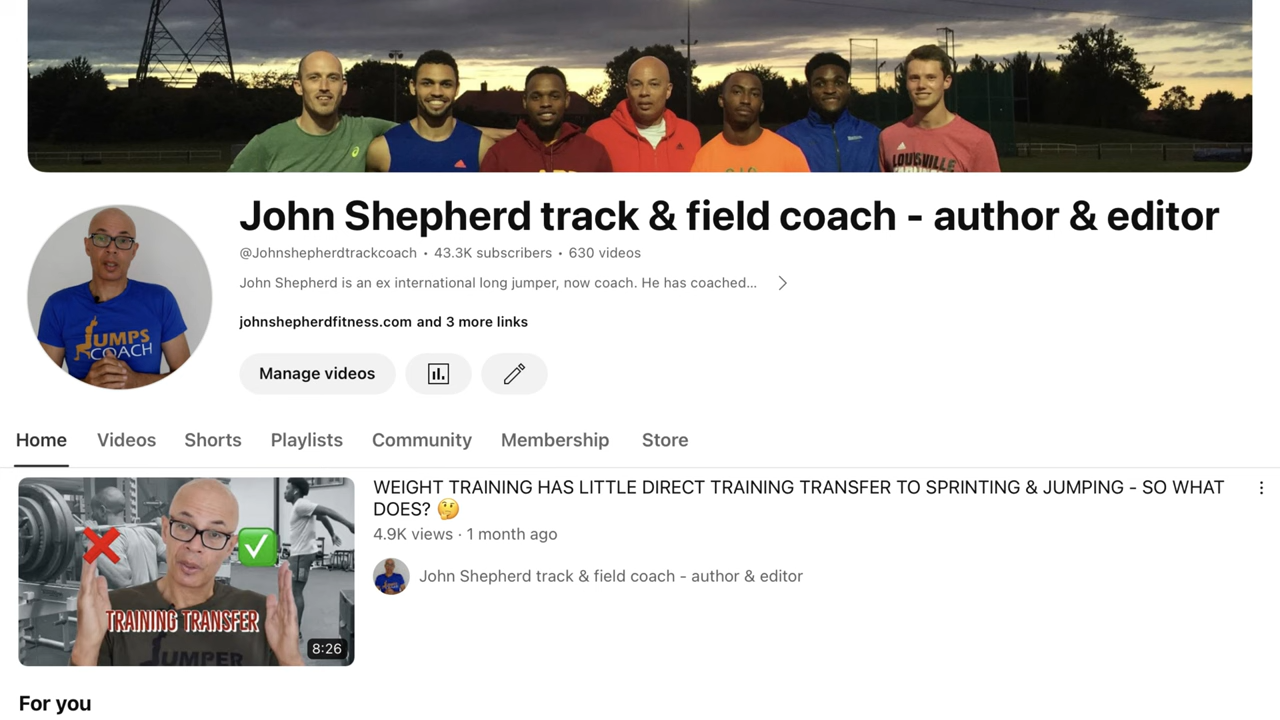 LOUISVILLE
John Shepherd track & field coach - author & editor
@Johnshepherdtrackcoach • 43.3K subscribers • 630 videos
John Shepherd is an ex international long jumper, now coach. He has coached...
johnshepherdfitness.com and 3 more links
JUMPS
COACH
Manage videos
Home Videos Shorts Playlists Community Membership Store
WEIGHT TRAINING HAS LITTLE DIRECT TRAINING TRANSFER TO SPRINTING & JUMPING - SO WHAT
DOES? 🤔
4.9K views · 1 month ago
John Shepherd track & field coach - author & editor
TRAINING TRANSFER
JUMPER
8:26
For you